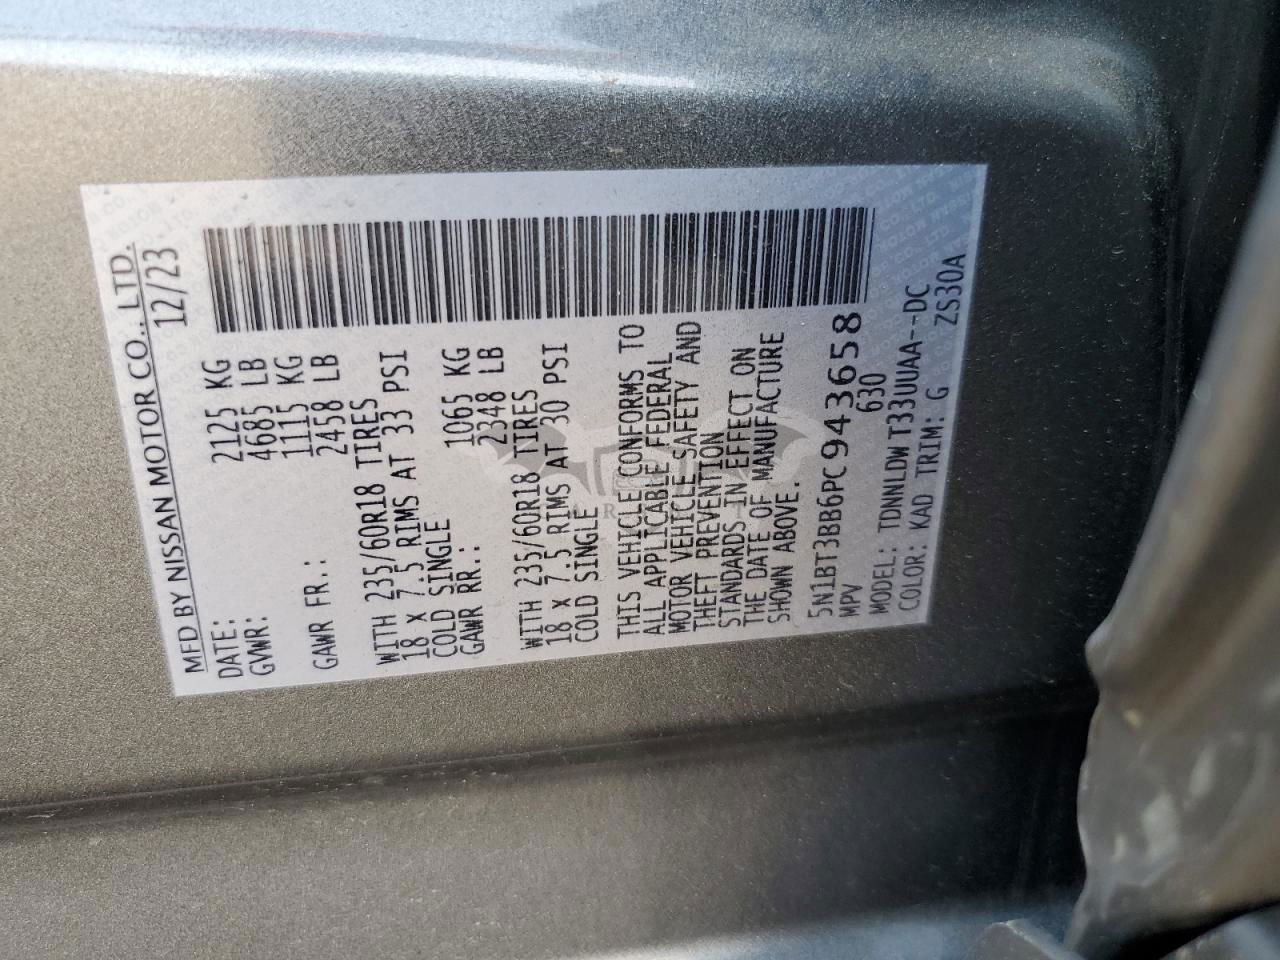 MFD BY NISSAN MOTOR CO., LTD.
DATE: 12/23
GVWR: 2125 KG
4685 LB
GAWR FR.: 1115 KG
2458 LB
WITH 235/60R18 TIRES
18 X 7.5 RIMS AT 33 PSI
COLD SINGLE
GAWR RR.: 1065 KG
2348 LB
WITH 235/60R18 TIRES
18 X 7.5 RIMS AT 30 PSI
COLD SINGLE
THIS VEHICLE CONFORMS TO
ALL APPLICABLE FEDERAL
MOTOR VEHICLE SAFETY AND
THEFT PREVENTION
STANDARDS IN EFFECT ON
THE DATE OF MANUFACTURE
SHOWN ABOVE.
5N1BT3BB6PC943658
MPV 630
MODEL: TDNNLDWT33UUAA--DC
COLOR: KAD TRIM: G ZS30A